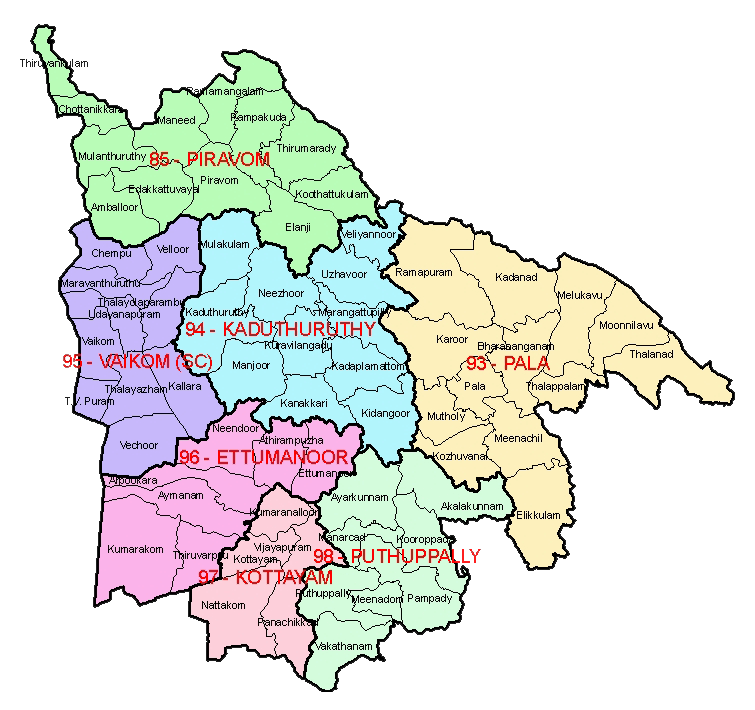 Thiruvankulam
Chottanikkara
Ramamangalam
Maneed
Pampakuda
Mulanthuruthy
85 - PIRAVOM
Thirumarady
Edakkattuvayal
Piravom
Koothattukulam
Amballoor
Elanji
Chempu
Velloor
Mulakulam
Veliyannoor
Maravanthuruthu
Uzhavoor
Ramapuram
Kadanad
Thalayolaparambu
Neezhoor
Melukavu
Udayanapuram
Kaduthuruthy
Marangattupilly
94 - KADUTHURUTHY
Moonnilavu
Vaikom
Kuravilangadu
Karoor
Bharananganam
Thalanad
95 - VAIKOM (SC)
Manjoor
Kadaplamattom
93 - PALA
Thalayazham
Kallara
Pala
Thalappalam
T.V. Puram
Kanakkari
Kidangoor
Mutholy
Neendoor
Vechoor
Athirampuzha
Meenachil
96 - ETTUMANOOR
Kozhuvanal
Ettumanoor
Arpookara
Aymanam
Ayarkunnam
Akalakunnam
Kumaranalloor
Elikkulam
Manarcad
Kooroppada
Kumarakom
Thiruvarppu
Vijayapuram
Kottayam
98 - PUTHUPPALLY
97 - KOTTAYAM
Nattakom
Puthuppally
Meenadom
Pampady
Panachikkad
Vakathanam